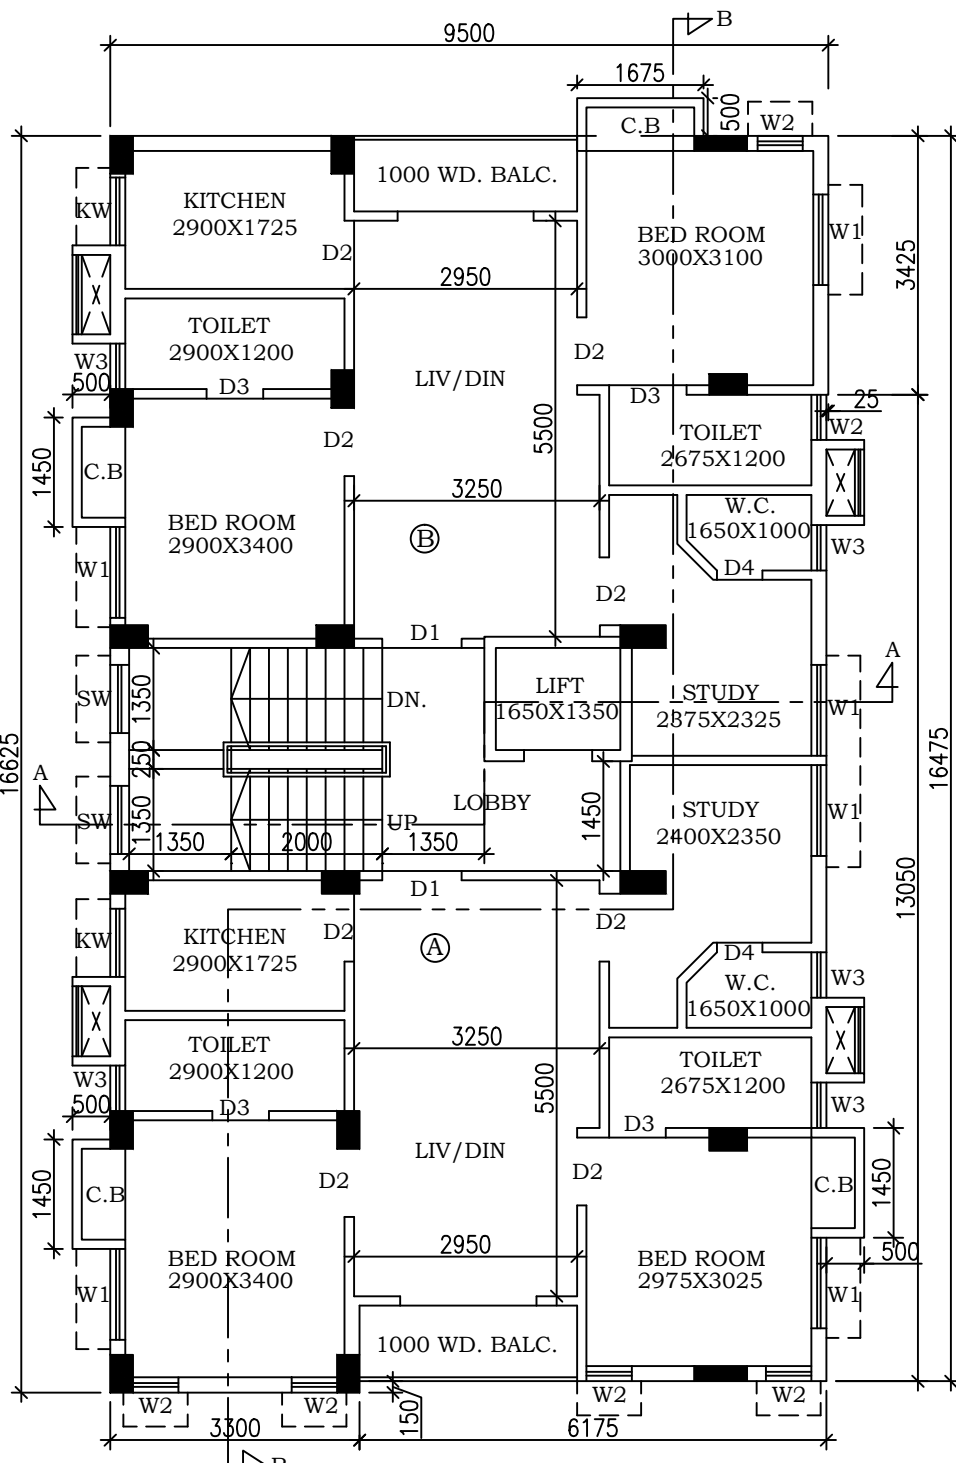 B
9500
1675
500
C.B
W2
1000 WD. BALC.
KITCHEN
2900X1725
KW
BED ROOM
3000X3100
W1
D2
3425
2950
TOILET
2900X1200
W3
D2
LIV/DIN
500
D3
D3
25
W2
D2
TOILET
2675X1200
5500
1450
C.B
3250
W.C.
1650X1000
BED ROOM
2900X3400
B
W3
W1
D4
D2
D1
A
LIFT
1650X1350
STUDY
2375X2325
SW
1350
DN.
W1
16625
250
16475
A
LOBBY
STUDY
2400X2350
SW
1350
UP
1450
W1
1350
2000
1350
D1
13050
D2
KITCHEN
2900X1725
KW
D2
A
D4
W.C.
1650X1000
W3
3250
TOILET
2900X1200
TOILET
2675X1200
W3
500
D3
5500
W3
D3
LIV/DIN
D2
D2
1450
C.B
C.B
1450
2950
500
BED ROOM
2900X3400
BED ROOM
2975X3025
W1
W1
1000 WD. BALC.
W2
W2
150
W2
W2
3300
6175
B